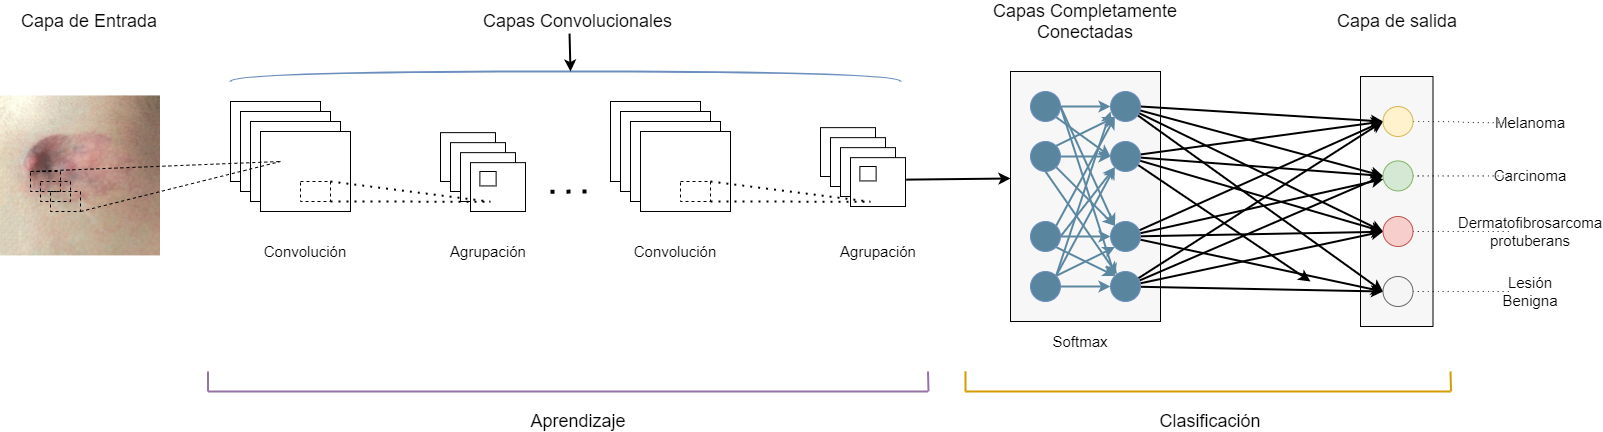 Capa de Entrada
Capas Convolucionales
Capas Completamente
Conectadas
Capa de salida
Melanoma
Carcinoma
Dermatofibrosarcoma
protuberans
Lesión
Benigna
Convolución
Agrupación
Convolución
Agrupación
Softmax
Aprendizaje
Clasificación